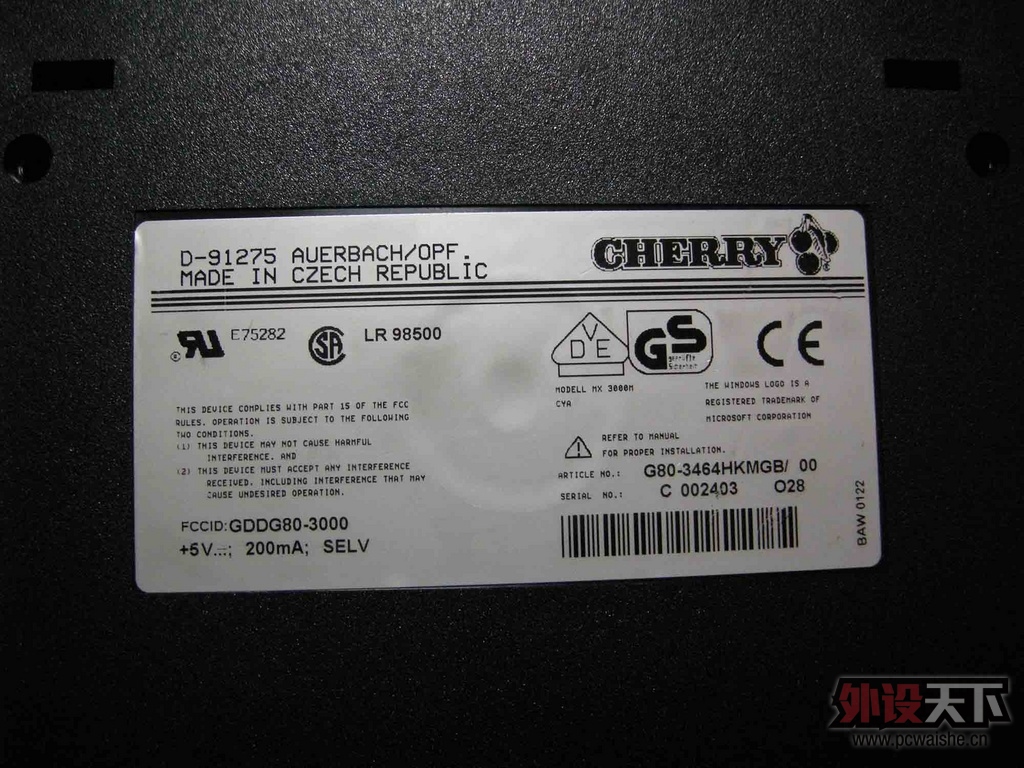 D-91275 AUERBACH/OPF.
MADE IN CZECH REPUBLIC
CHERRY
E75282
LR 98500
VDE
GS
geprüfte
Sicherheit
CE
MODELL MX 3000M
CYA
THE WINDOWS LOGO IS A
REGISTERED TRADEMARK OF
MICROSOFT CORPORATION
THIS DEVICE COMPLIES WITH PART 15 OF THE FCC
RULES. OPERATION IS SUBJECT TO THE FOLLOWING
TWO CONDITIONS.
(1) THIS DEVICE MAY NOT CAUSE HARMFUL
INTERFERENCE. AND
(2) THIS DEVICE MUST ACCEPT ANY INTERFERENCE
RECEIVED. INCLUDING INTERFERENCE THAT MAY
CAUSE UNDESIRED OPERATION.
REFER TO MANUAL
FOR PROPER INSTALLATION.
ARTICLE NO.: G80-3464HKMGB/ 00
SERIAL NO.: C 002403 O28
FCCID:GDDG80-3000
+5V...; 200mA; SELV
BAW 0122
外设天下
www.pcwaishe.cn